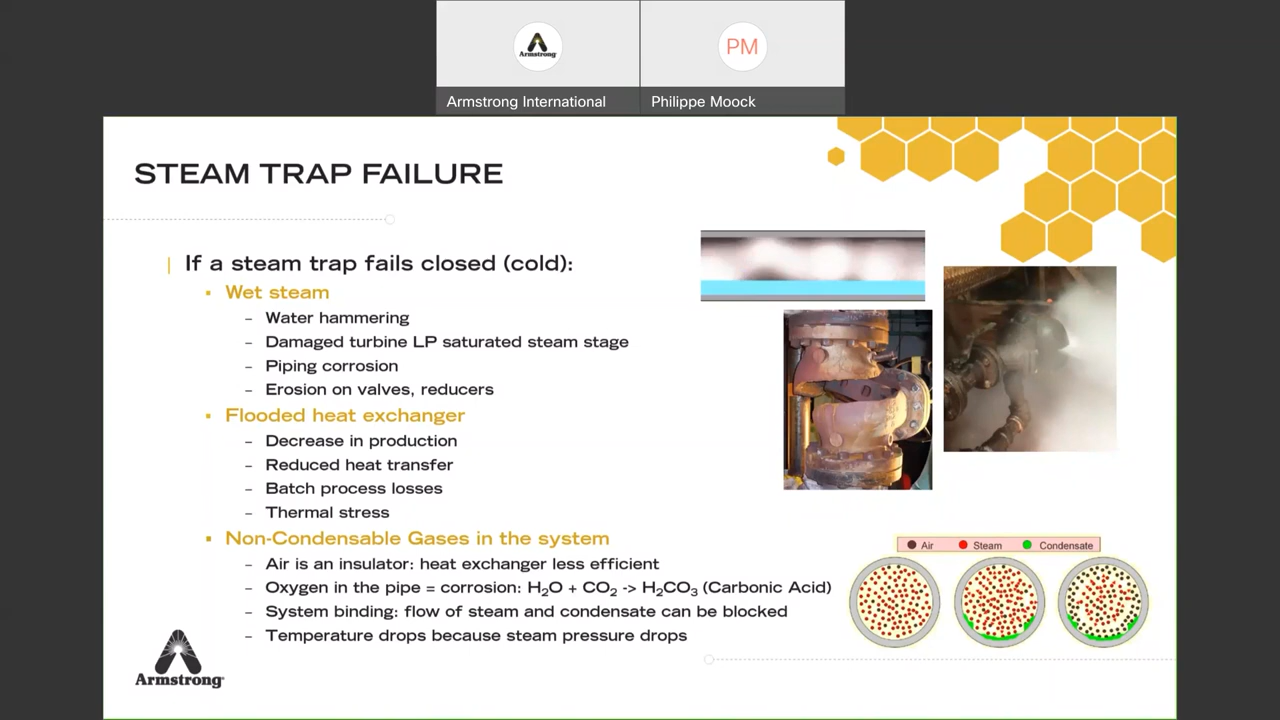 Armstrong
PM
Armstrong International
Philippe Moock
STEAM TRAP FAILURE
| If a steam trap fails closed (cold):
▪ Wet steam
– Water hammering
– Damaged turbine LP saturated steam stage
– Piping corrosion
– Erosion on valves, reducers
▪ Flooded heat exchanger
– Decrease in production
– Reduced heat transfer
– Batch process losses
– Thermal stress
▪ Non-Condensable Gases in the system
– Air is an insulator: heat exchanger less efficient
– Oxygen in the pipe = corrosion: H₂O + CO₂ -> H₂CO₃ (Carbonic Acid)
– System binding: flow of steam and condensate can be blocked
– Temperature drops because steam pressure drops
Air Steam Condensate
Armstrong®